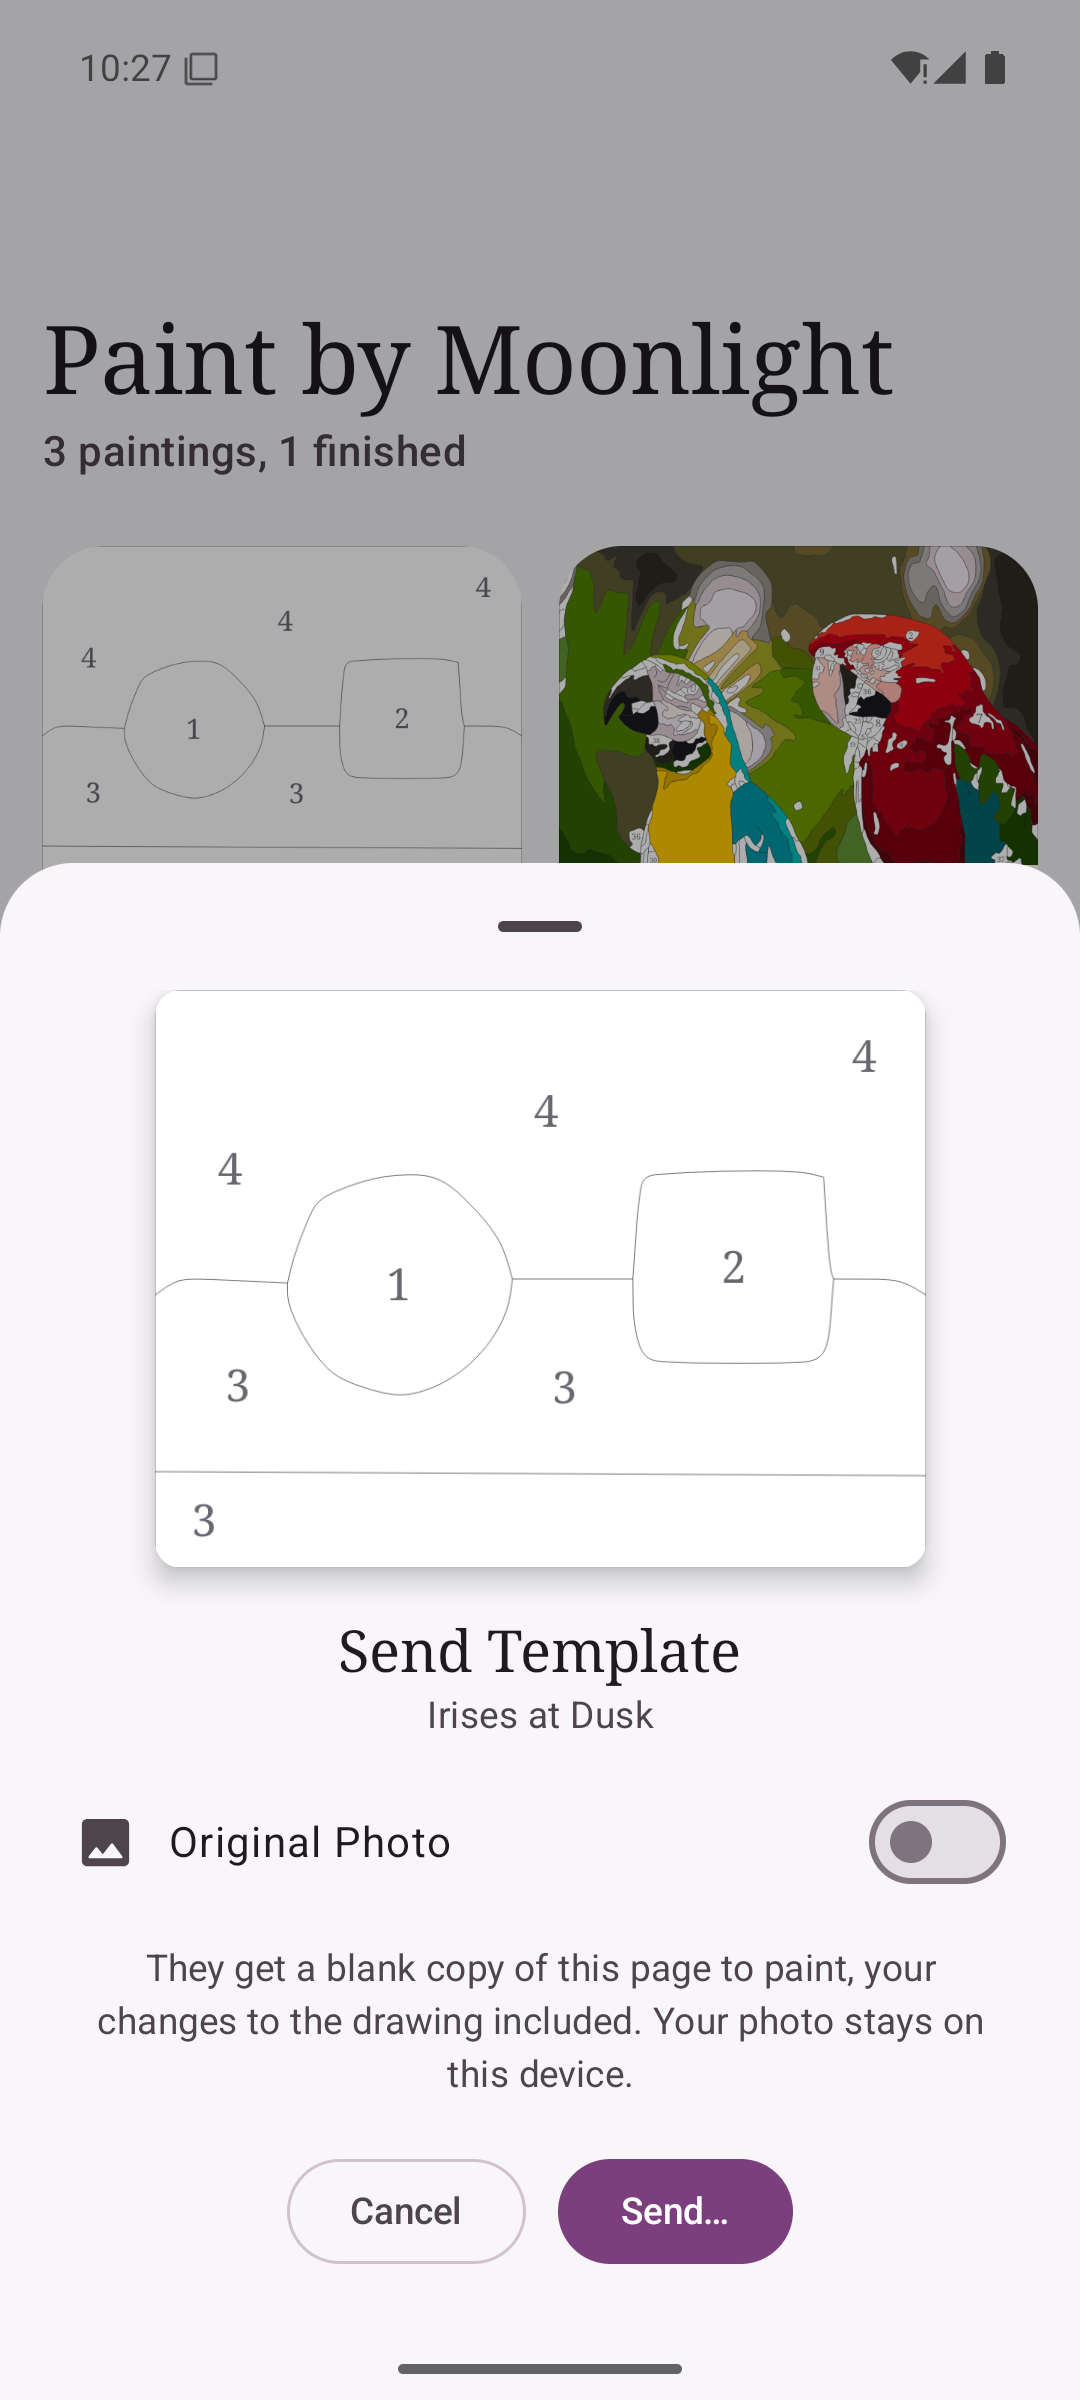 10:27
Paint by Moonlight
3 paintings, 1 finished
4
4
4
1
2
3
3
4
4
4
1
2
3
3
3
Send Template
Irises at Dusk
Original Photo
They get a blank copy of this page to paint, your
changes to the drawing included. Your photo stays on
this device.
Cancel
Send…